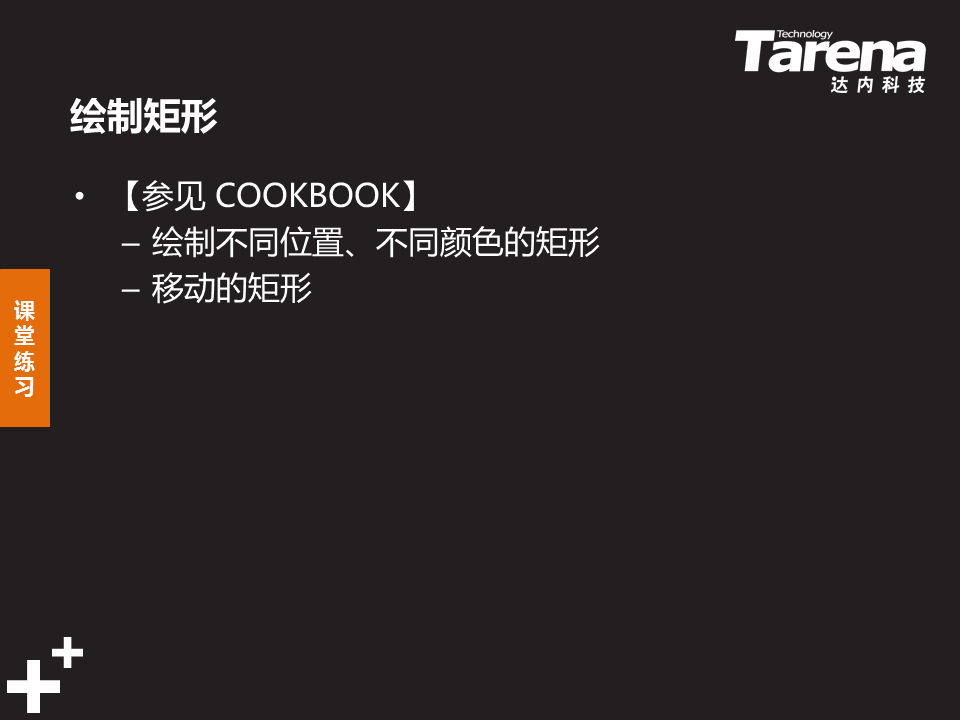 Technology
Tarena
达内科技
绘制矩形
• 【参见 COOKBOOK】
– 绘制不同位置、不同颜色的矩形
– 移动的矩形
课
堂
练
习